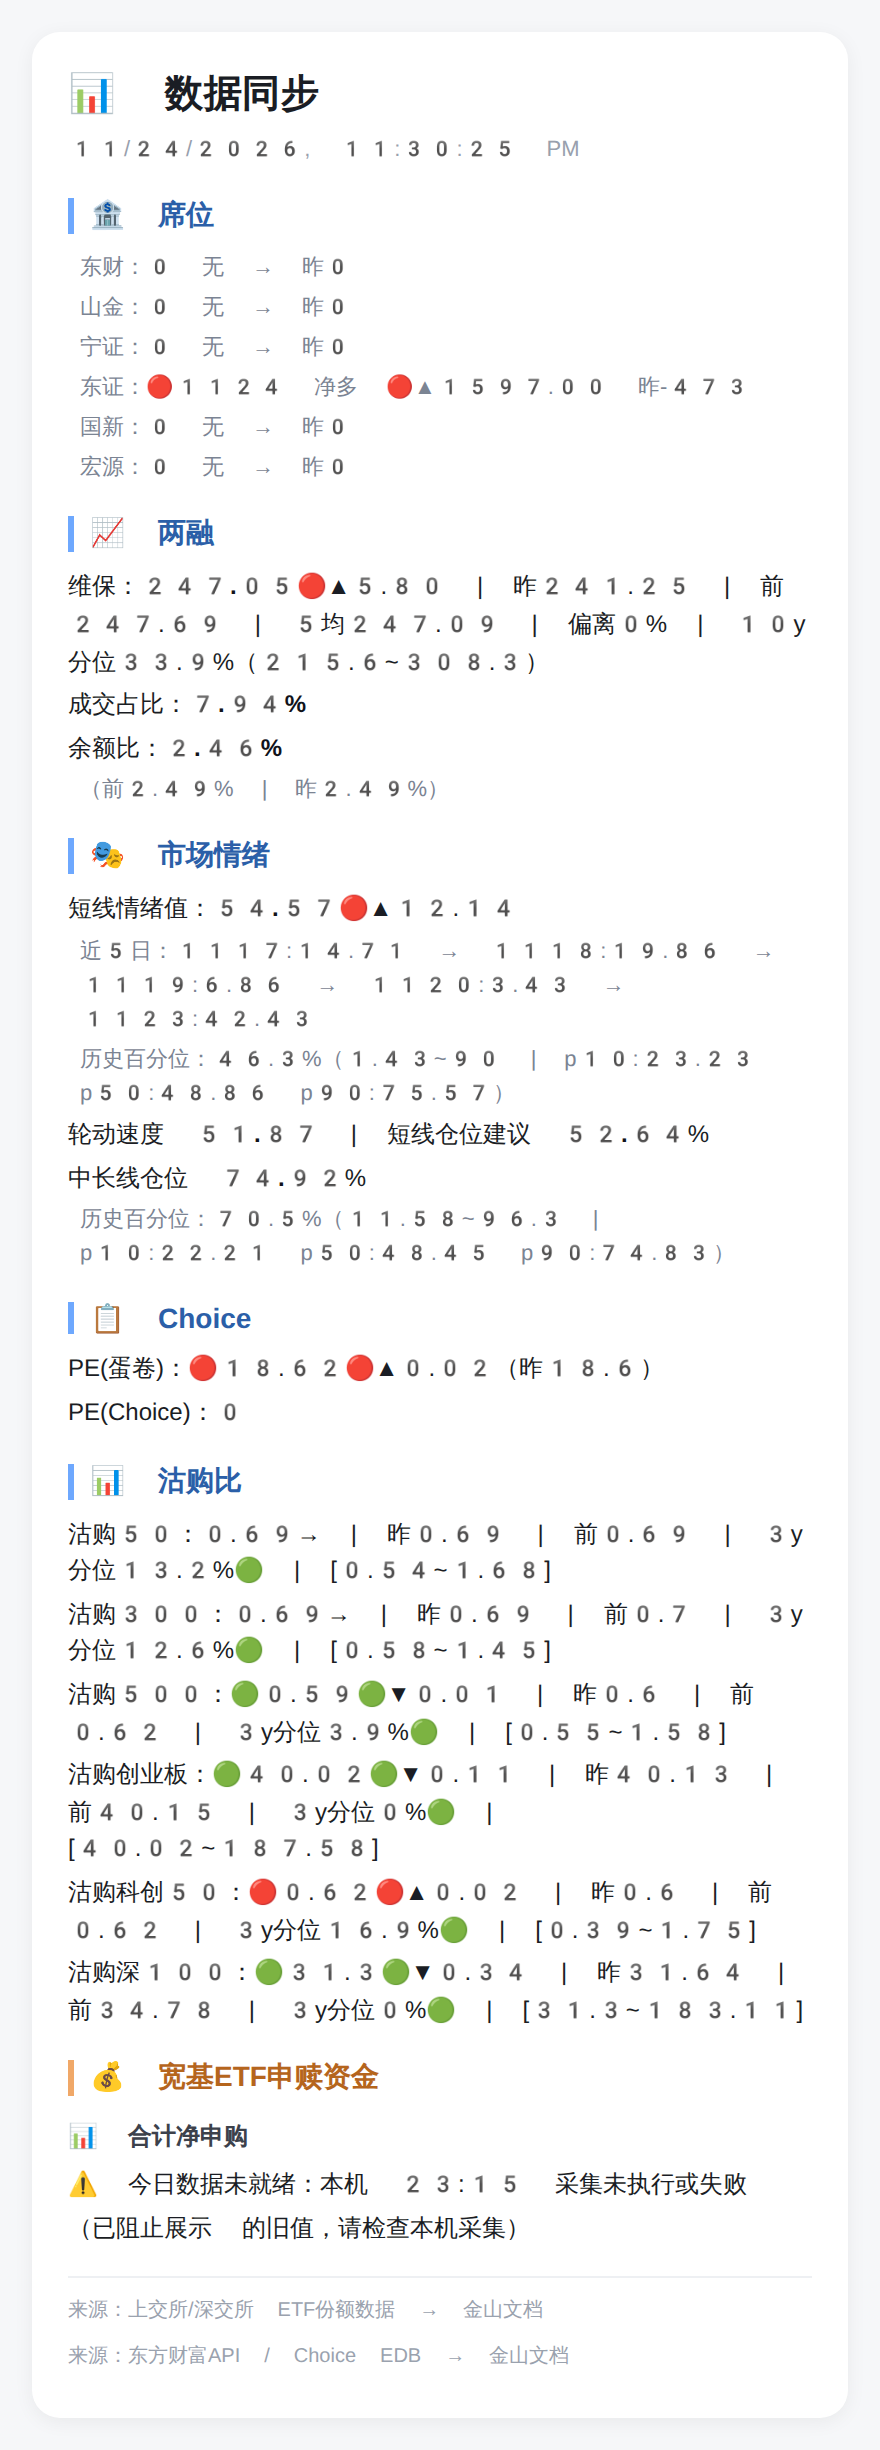 📊 数据同步
11/24/2026, 11:30:25 PM
🏦 席位
东财：0 无 → 昨0
山金：0 无 → 昨0
宁证：0 无 → 昨0
东证：🔴1124 净多 🔴▲1597.00 昨-473
国新：0 无 → 昨0
宏源：0 无 → 昨0
📈 两融
维保：247.05🔴▲5.80 | 昨241.25 | 前
247.69 | 5均247.09 | 偏离0% | 10y
分位33.9%（215.6~308.3）
成交占比：7.94%
余额比：2.46%
（前2.49% | 昨2.49%）
🎭 市场情绪
短线情绪值：54.57🔴▲12.14
近5日：1117:14.71 → 1118:19.86 →
1119:6.86 → 1120:3.43 →
1123:42.43
历史百分位：46.3%（1.43~90 | p10:23.23
p50:48.86 p90:75.57）
轮动速度 51.87 | 短线仓位建议 52.64%
中长线仓位 74.92%
历史百分位：70.5%（11.58~96.3 |
p10:22.21 p50:48.45 p90:74.83）
📋 Choice
PE(蛋卷)：🔴18.62🔴▲0.02（昨18.6）
PE(Choice)：0
📊 沽购比
沽购50：0.69→ | 昨0.69 | 前0.69 | 3y
分位13.2%🟢 | [0.54~1.68]
沽购300：0.69→ | 昨0.69 | 前0.7 | 3y
分位12.6%🟢 | [0.58~1.45]
沽购500：🟢0.59🟢▼0.01 | 昨0.6 | 前
0.62 | 3y分位3.9%🟢 | [0.55~1.58]
沽购创业板：🟢40.02🟢▼0.11 | 昨40.13 |
前40.15 | 3y分位0%🟢 |
[40.02~187.58]
沽购科创50：🔴0.62🔴▲0.02 | 昨0.6 | 前
0.62 | 3y分位16.9%🟢 | [0.39~1.75]
沽购深100：🟢31.3🟢▼0.34 | 昨31.64 |
前34.78 | 3y分位0%🟢 | [31.3~183.11]
💰 宽基ETF申赎资金
📊 合计净申购
⚠️ 今日数据未就绪：本机 23:15 采集未执行或失败
（已阻止展示 的旧值，请检查本机采集）
来源：上交所/深交所 ETF份额数据 → 金山文档
来源：东方财富API / Choice EDB → 金山文档